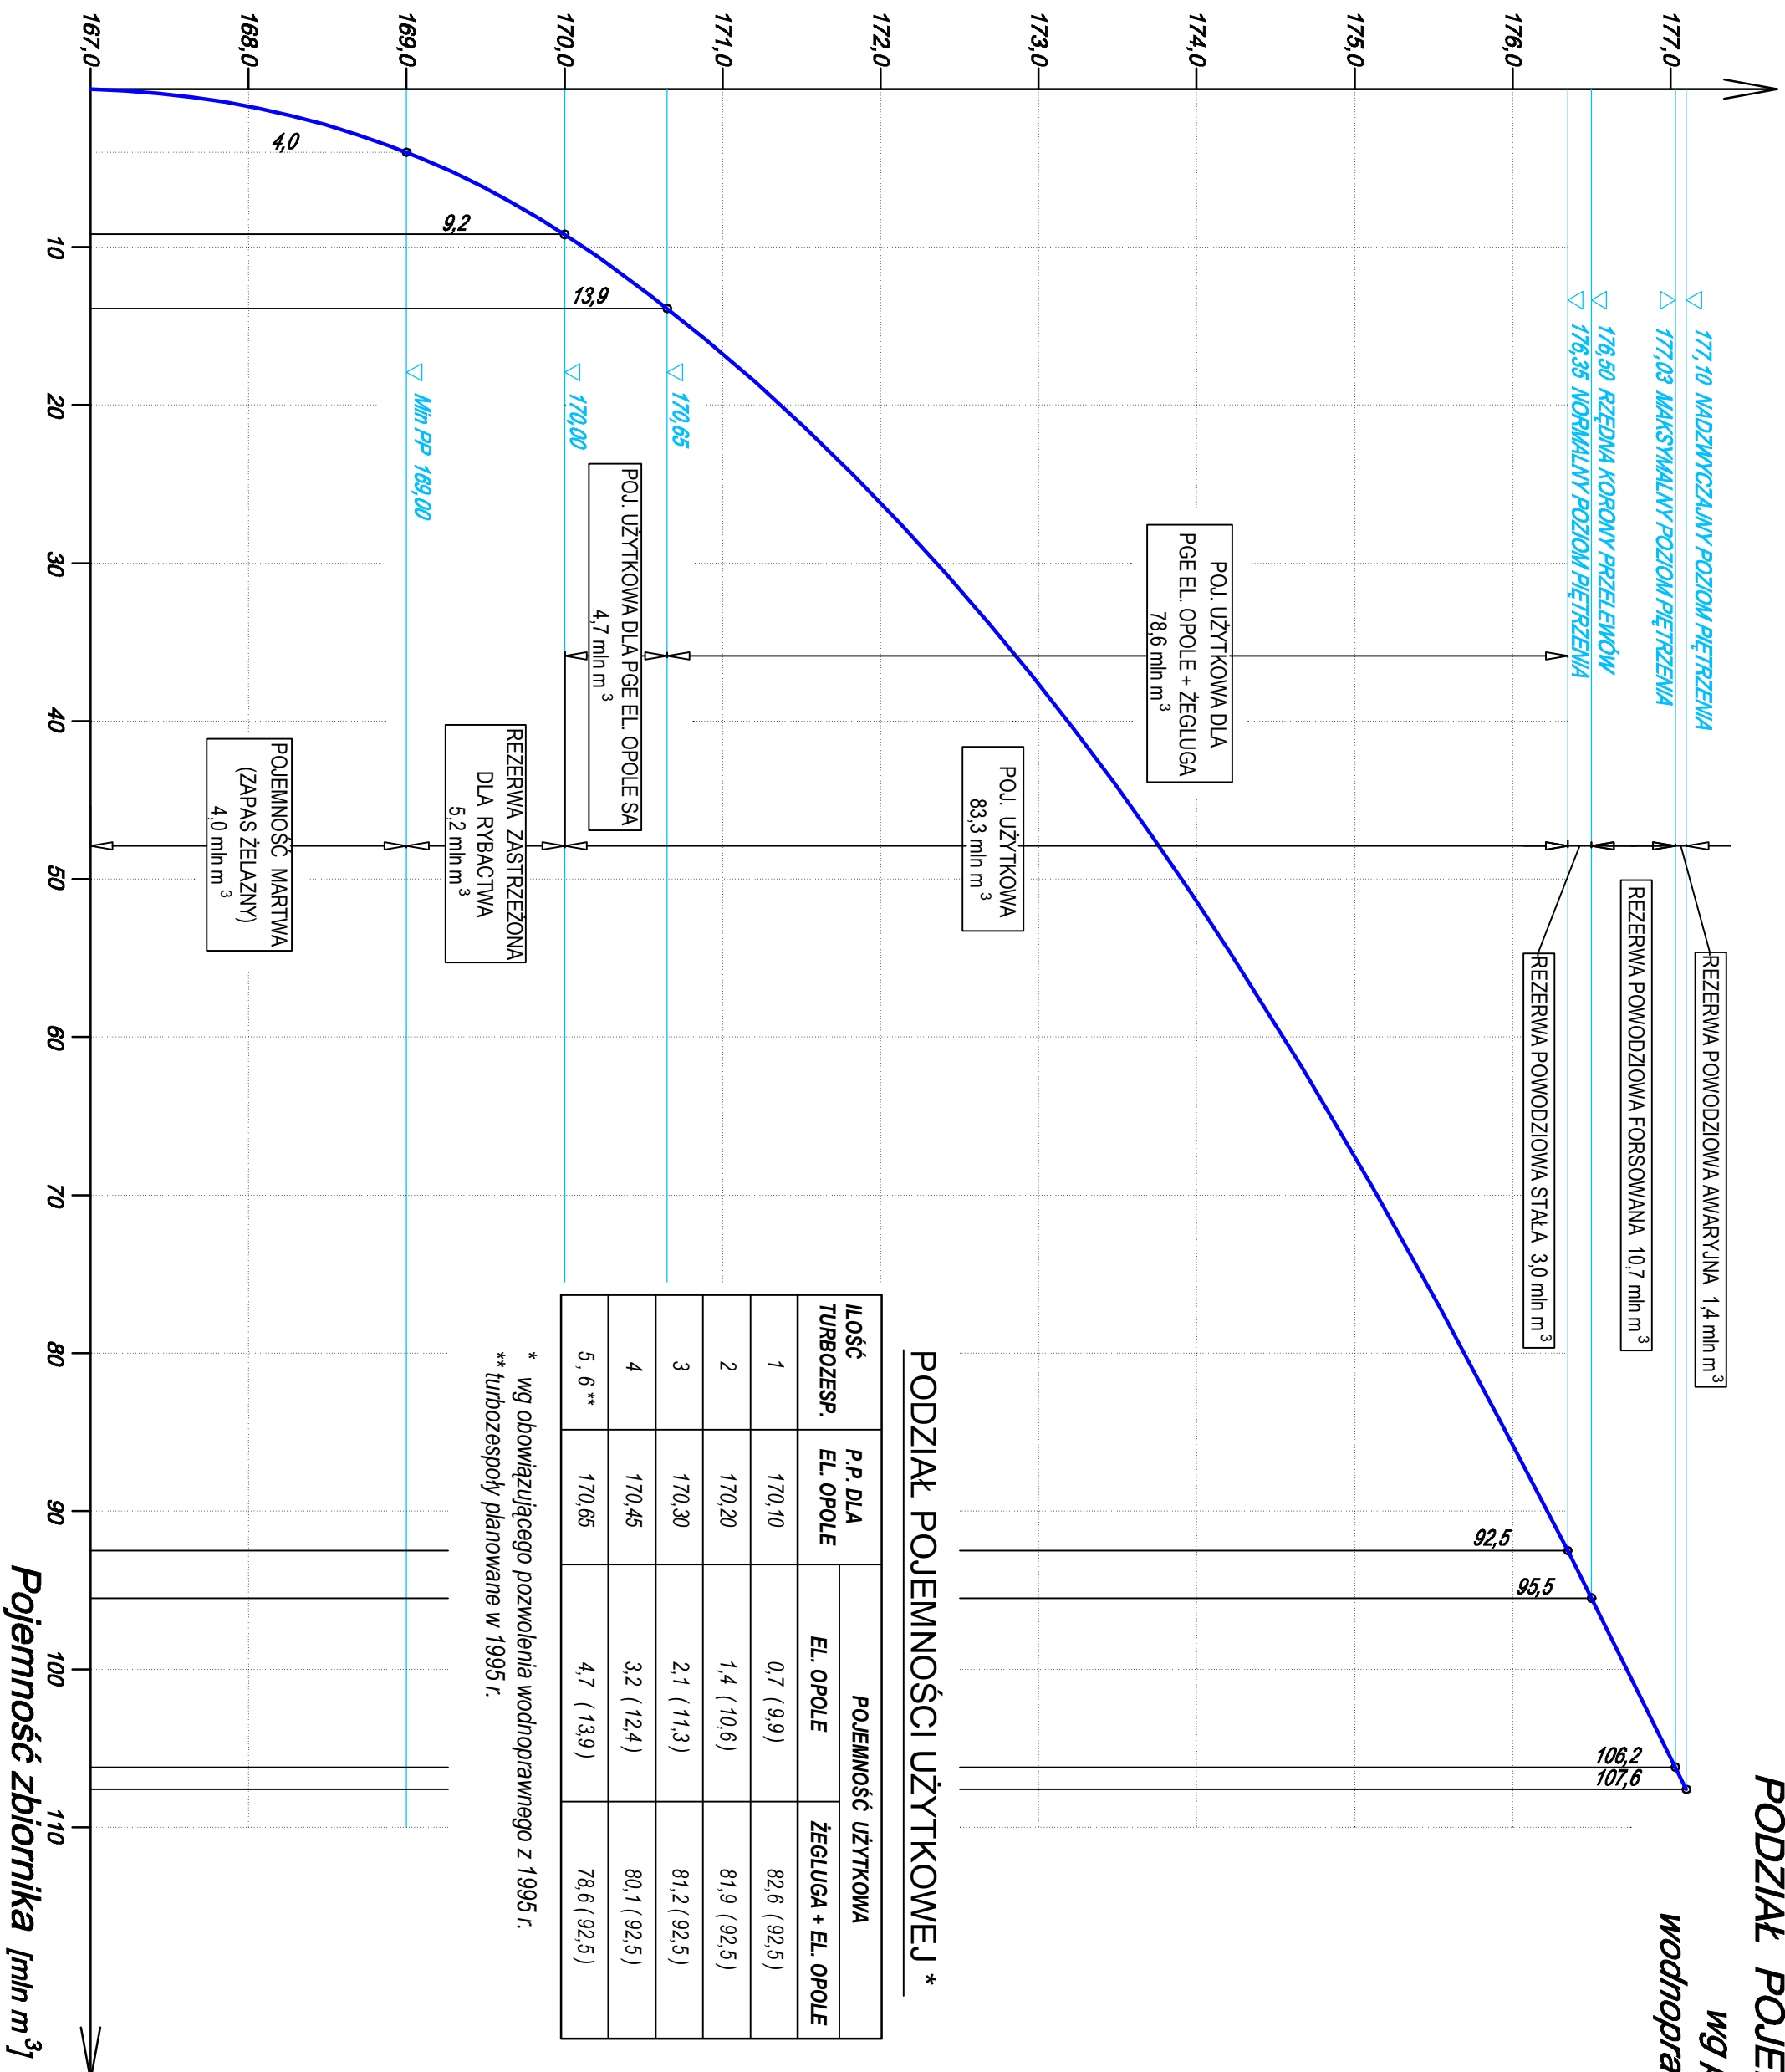 PODZIAŁ POJE
wg
wodnopra
177,0
176,0
175,0
174,0
173,0
172,0
171,0
170,0
169,0
168,0
167,0
177,10 NADZWYCZAJNY POZIOM PIĘTRZENIA
177,03 MAKSYMALNY POZIOM PIĘTRZENIA
176,50 RZĘDNA KORONY PRZELEWÓW
176,35 NORMALNY POZIOM PIĘTRZENIA
170,65
170,00
Min PP 169,00
REZERWA POWODZIOWA AWARYJNA 1,4 mln m³
REZERWA POWODZIOWA FORSOWANA 10,7 mln m³
REZERWA POWODZIOWA STAŁA 3,0 mln m³
POJ. UŻYTKOWA DLA
PGE EL. OPOLE + ŻEGLUGA
78,6 mln m³
POJ. UŻYTKOWA
83,3 mln m³
POJ. UŻYTKOWA DLA PGE EL. OPOLE SA
4,7 mln m³
REZERWA ZASTRZEŻONA
DLA RYBACTWA
5,2 mln m³
POJEMNOŚĆ MARTWA
(ZAPAS ŻELAZNY)
4,0 mln m³
4,0
9,2
13,9
92,5
95,5
106,2
107,6
PODZIAŁ POJEMNOŚCI UŻYTKOWEJ *
ILOŚĆ TURBOZESP. P.P. DLA EL. OPOLE POJEMNOŚĆ UŻYTKOWA
EL. OPOLE ŻEGLUGA + EL. OPOLE
1 170,10 0,7 (9,9) 82,6 (92,5)
2 170,20 1,4 (10,6) 81,9 (92,5)
3 170,30 2,1 (11,3) 81,2 (92,5)
4 170,45 3,2 (12,4) 80,1 (92,5)
5, 6 ** 170,65 4,7 (13,9) 78,6 (92,5)
* wg obowiązującego pozwolenia wodnoprawnego z 1995 r.
** turbozespoły planowane w 1995 r.
10 20 30 40 50 60 70 80 90 100 110
Pojemność zbiornika [mln m³]